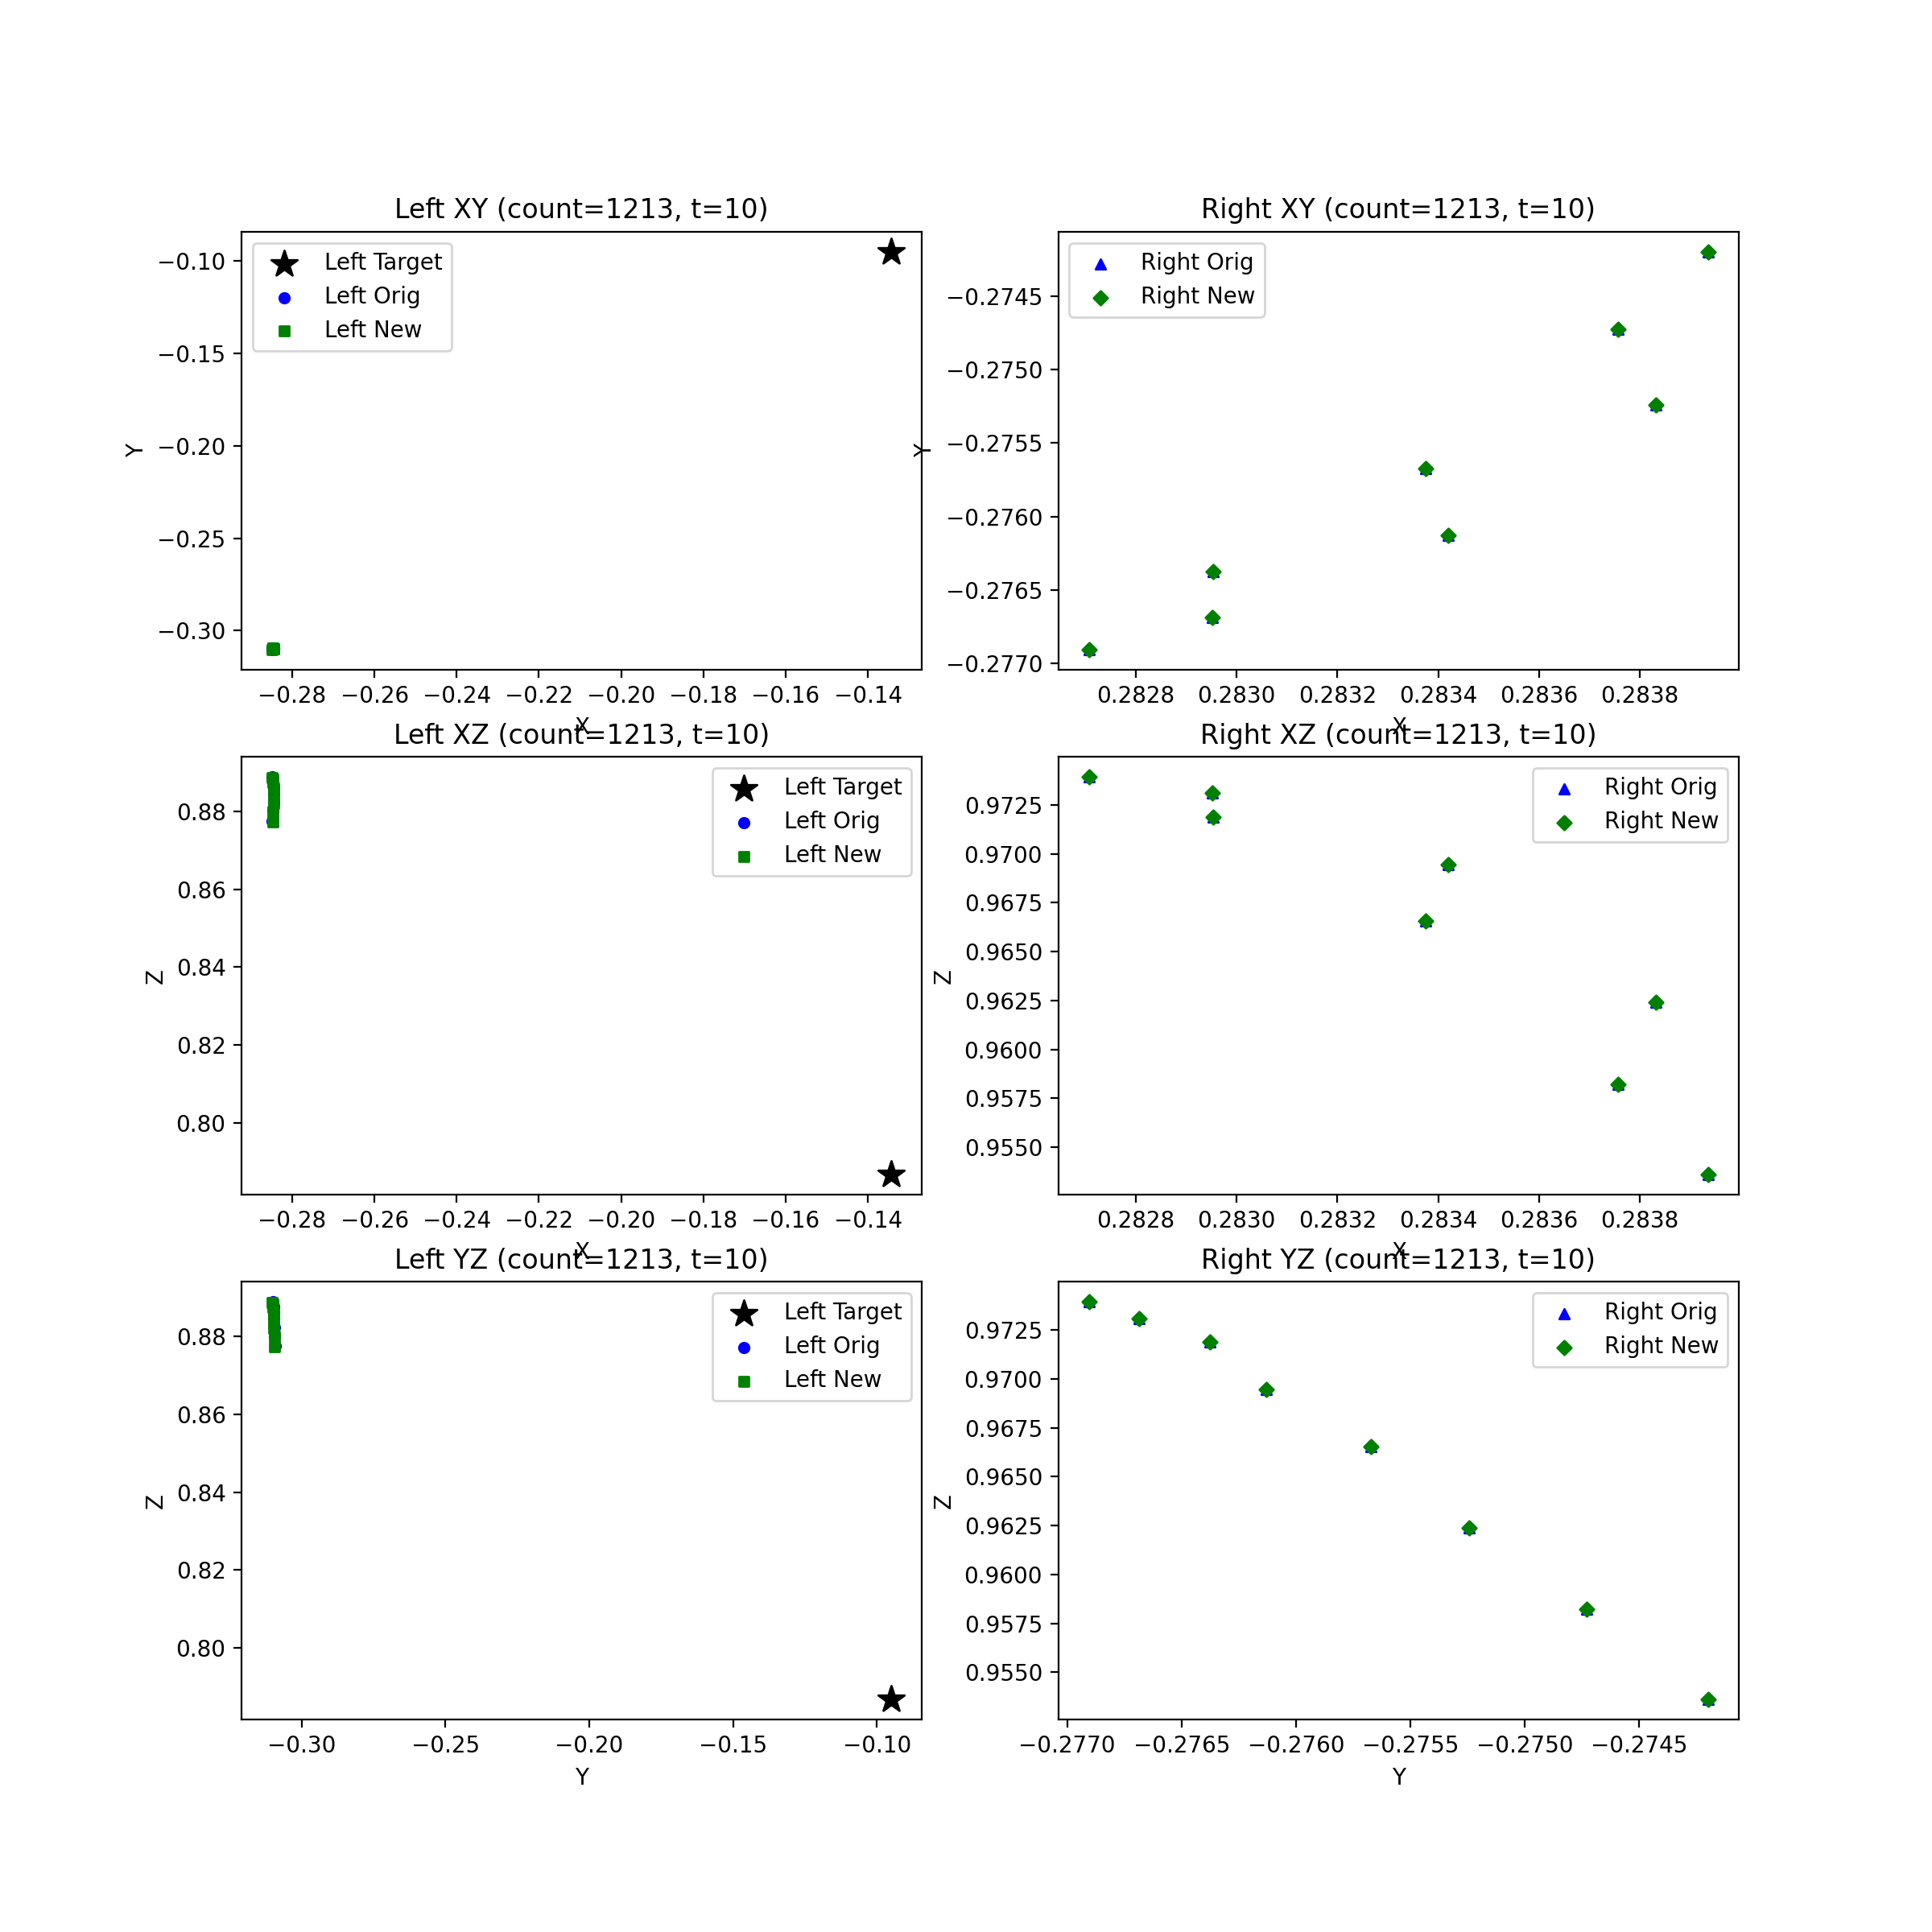 Left XY (count=1213, t=10)
Left Target
Left Orig
Left New
−0.10
−0.15
−0.20
−0.25
−0.30
Y
−0.28 −0.26 −0.24 −0.22 −0.20 −0.18 −0.16 −0.14
X
Right XY (count=1213, t=10)
Right Orig
Right New
−0.2745
−0.2750
−0.2755
−0.2760
−0.2765
−0.2770
Y
0.2828 0.2830 0.2832 0.2834 0.2836 0.2838
X
Left XZ (count=1213, t=10)
Left Target
Left Orig
Left New
0.88
0.86
0.84
0.82
0.80
Z
−0.28 −0.26 −0.24 −0.22 −0.20 −0.18 −0.16 −0.14
X
Right XZ (count=1213, t=10)
Right Orig
Right New
0.9725
0.9700
0.9675
0.9650
0.9625
0.9600
0.9575
0.9550
Z
0.2828 0.2830 0.2832 0.2834 0.2836 0.2838
X
Left YZ (count=1213, t=10)
Left Target
Left Orig
Left New
0.88
0.86
0.84
0.82
0.80
Z
−0.30 −0.25 −0.20 −0.15 −0.10
Y
Right YZ (count=1213, t=10)
Right Orig
Right New
0.9725
0.9700
0.9675
0.9650
0.9625
0.9600
0.9575
0.9550
Z
−0.2770 −0.2765 −0.2760 −0.2755 −0.2750 −0.2745
Y